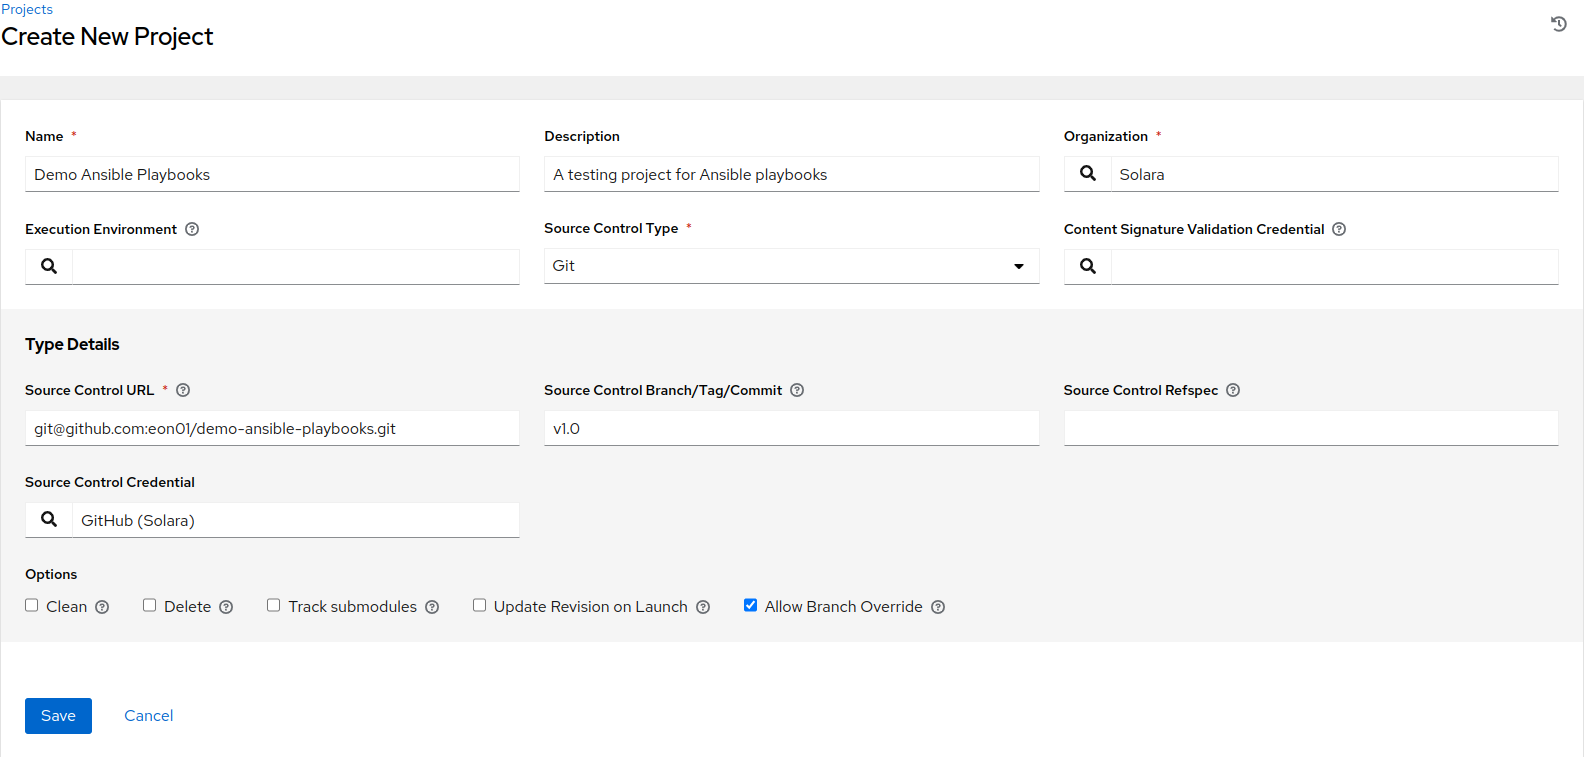 Projects
Create New Project
Name * Description Organization *
Demo Ansible Playbooks A testing project for Ansible playbooks Solara
Execution Environment Source Control Type * Content Signature Validation Credential
Git
Type Details
Source Control URL * Source Control Branch/Tag/Commit Source Control Refspec
git@github.com:eon01/demo-ansible-playbooks.git v1.0
Source Control Credential
GitHub (Solara)
Options
Clean Delete Track submodules Update Revision on Launch Allow Branch Override
Save Cancel